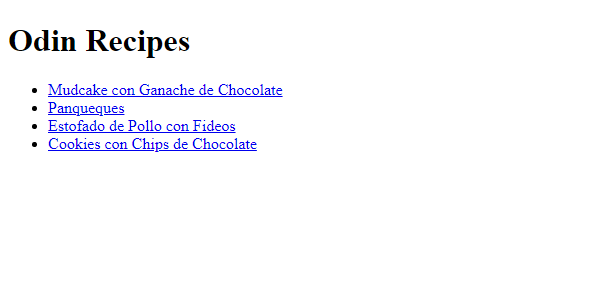 Odin Recipes
Mudcake con Ganache de Chocolate
Panqueques
Estofado de Pollo con Fideos
Cookies con Chips de Chocolate